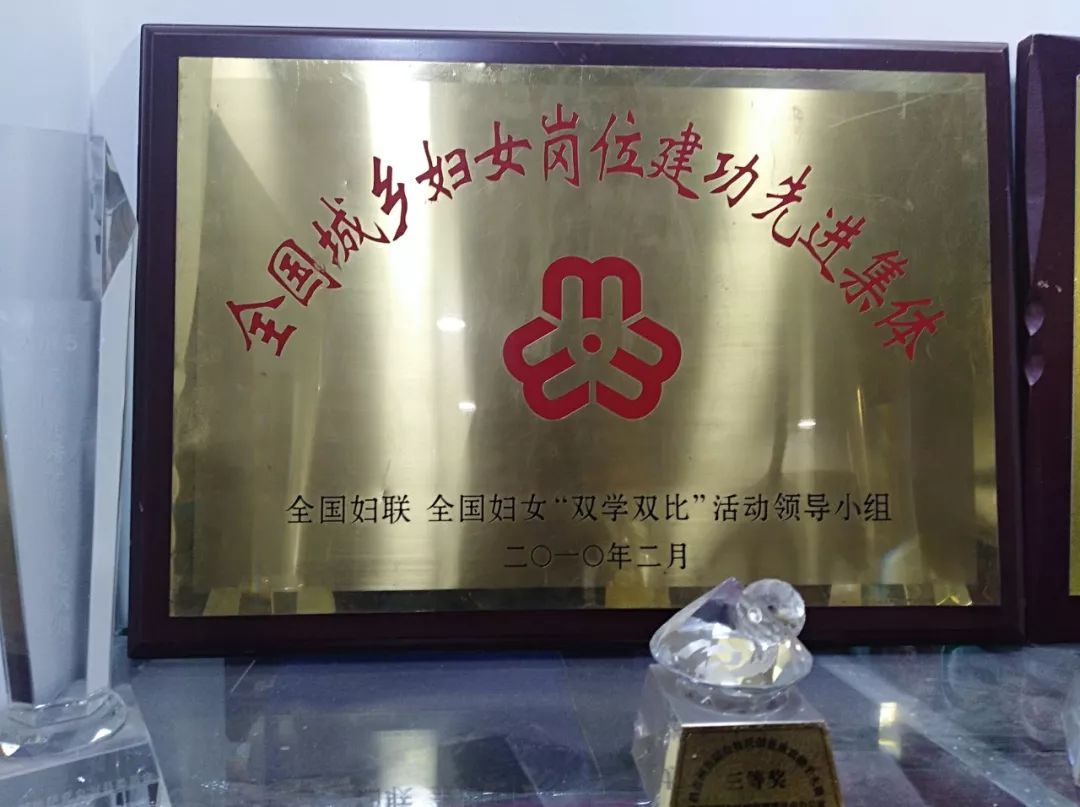 全国城乡妇女岗位建功先进集体
全国妇联 全国妇女“双学双比”活动领导小组
二〇一〇年二月
三等奖